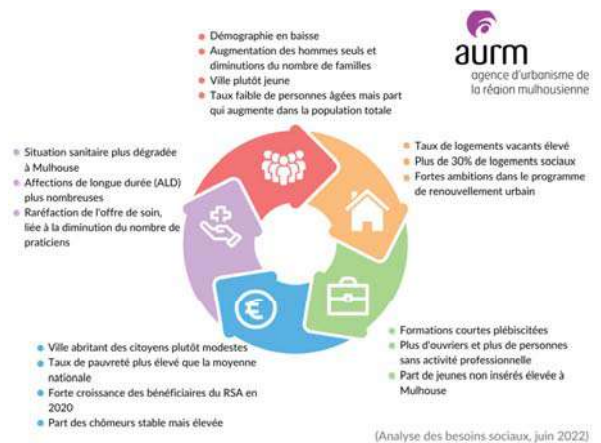 Démographie en baisse
Augmentation des hommes seuls et
diminutions du nombre de familles
Ville plutôt jeune
Taux faible de personnes âgées mais part
qui augmente dans la population totale
aurm
agence d'urbanisme de
la région mulhousienne
Situation sanitaire plus dégradée
à Mulhouse
Affections de longue durée (ALD)
plus nombreuses
Raréfaction de l'offre de soin,
liée à la diminution du nombre de
praticiens
Taux de logements vacants élevé
Plus de 30% de logements sociaux
Fortes ambitions dans le programme
de renouvellement urbain
€
Ville abritant des citoyens plutôt modestes
Taux de pauvreté plus élevé que la moyenne
nationale
Forte croissance des bénéficiaires du RSA en
2020
Part des chômeurs stable mais élevée
Formations courtes plébiscitées
Plus d'ouvriers et plus de personnes
sans activité professionnelle
Part de jeunes non insérés élevée à
Mulhouse
(Analyse des besoins sociaux, juin 2022)